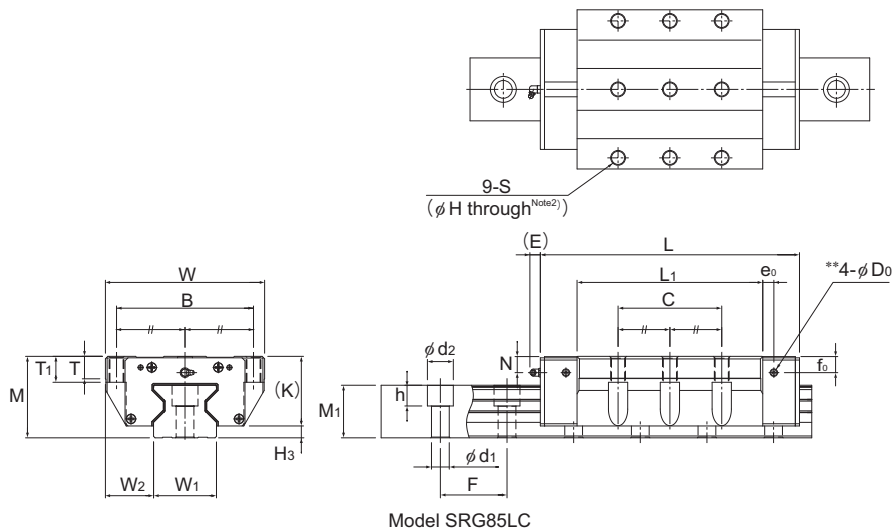 9-S
(φH through Note2))
(E)
L
W
L1
e0
**4-φD0
B
C
φd2
N
T1
T
(K)
f0
M
h
M1
H3
φd1
W2
W1
F
Model SRG85LC